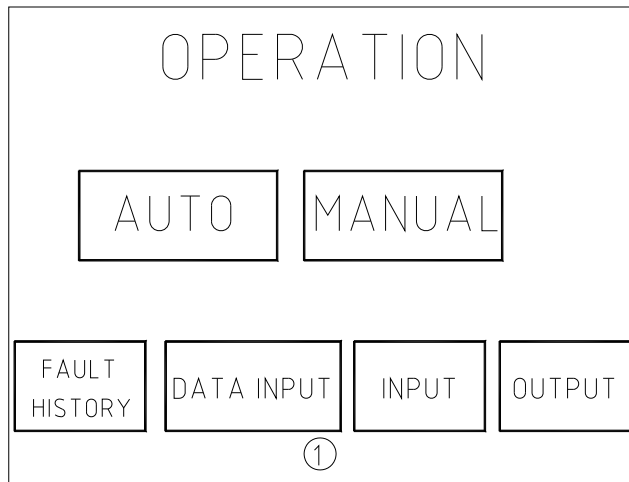 OPERATION
AUTO
MANUAL
FAULT
HISTORY
DATA INPUT
INPUT
OUTPUT
1